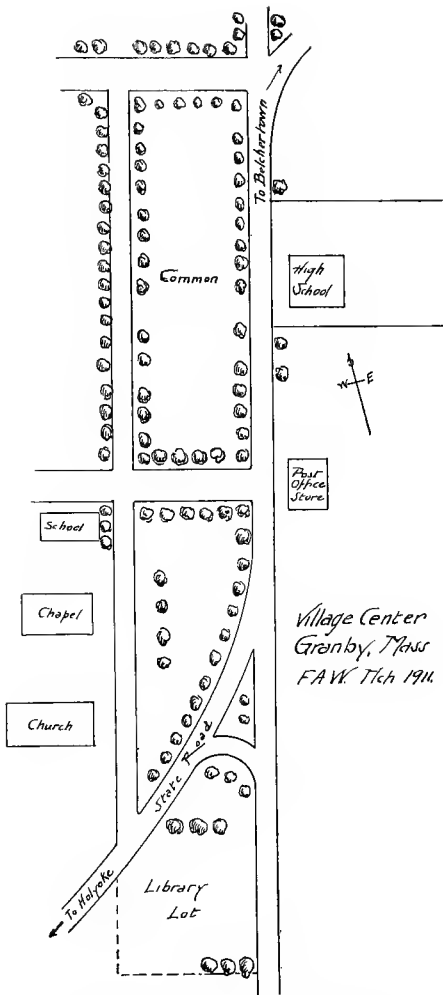 To Belchertown
Common
High
School
W E
Post
Office
Store
School
Chapel
Village Center
Granby, Mass
F.A.W. Mch 1911.
Church
State Road
To Holyoke
Library
Lot